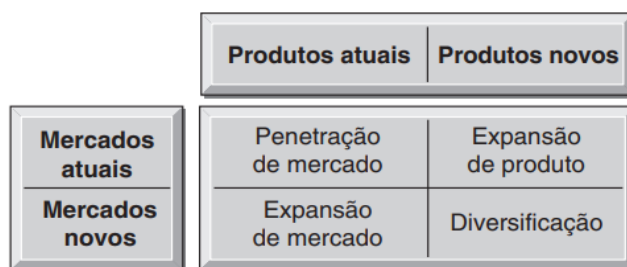 Produtos atuais Produtos novos
Mercados
atuais
Penetração
de mercado
Expansão
de produto
Mercados
novos
Expansão
de mercado
Diversificação